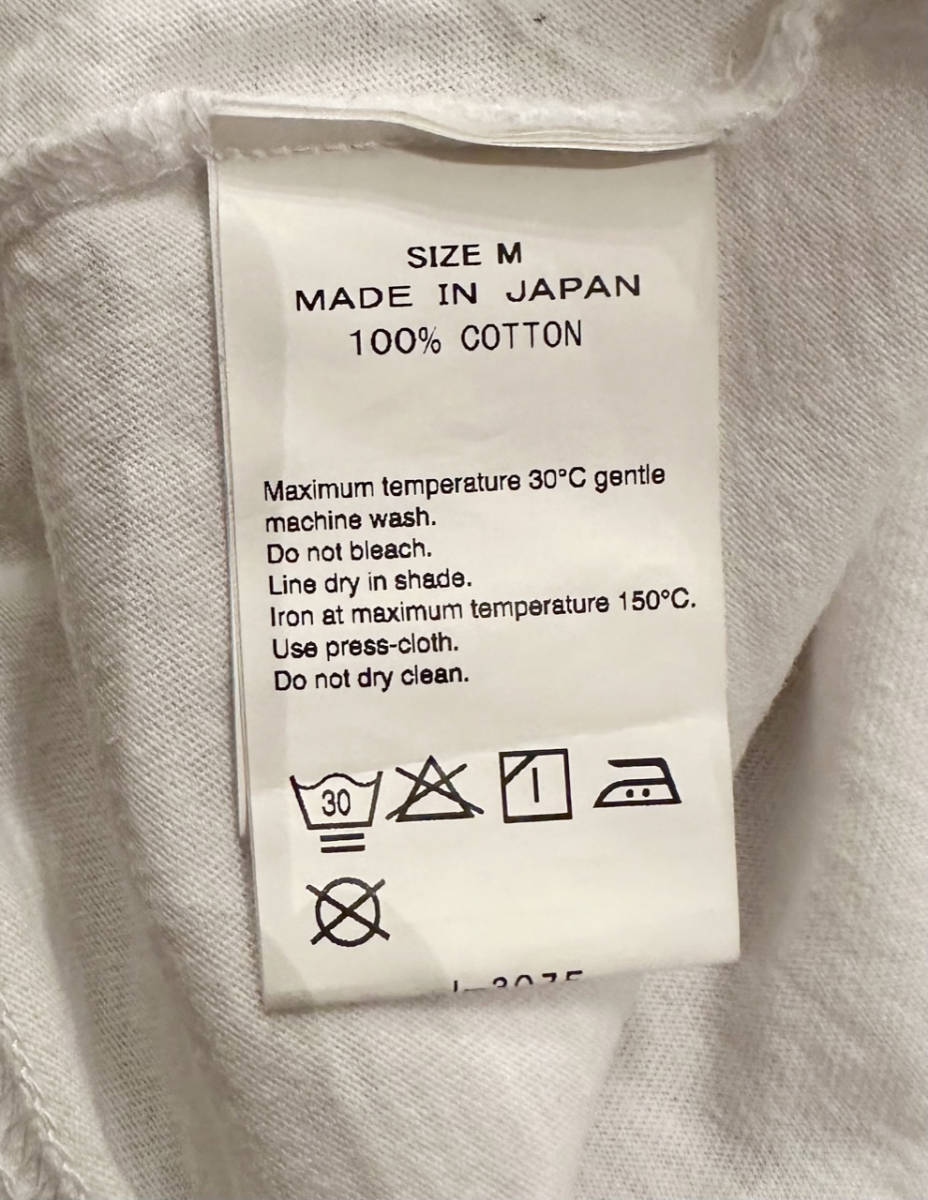 SIZE M
MADE IN JAPAN
100% COTTON
Maximum temperature 30°C gentle
machine wash.
Do not bleach.
Line dry in shade.
Iron at maximum temperature 150°C.
Use press-cloth.
Do not dry clean.
30